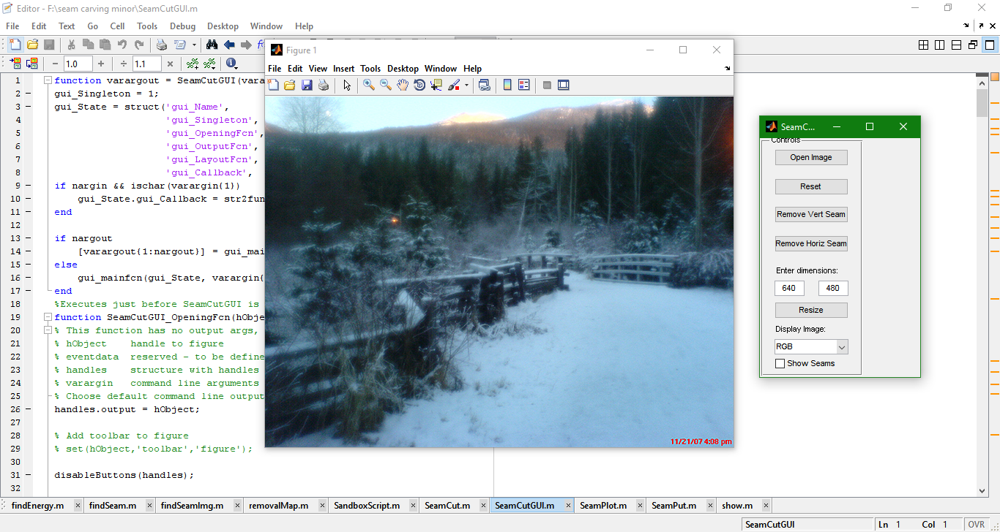 Editor - F:\seam carving minor\SeamCutGUI.m
File Edit Text Go Cell Tools Debug Desktop Window Help
1.0
1.1
1 function varargout = SeamCutGUI(vara
2 gui_Singleton = 1;
3 gui_State = struct('gui_Name',
4 'gui_Singleton',
5 'gui_OpeningFcn',
6 'gui_OutputFcn',
7 'gui_LayoutFcn',
8 'gui_Callback',
9 if nargin && ischar(varargin{1})
10 gui_State.gui_Callback = str2fun
11 end
12
13 if nargout
14 [varargout{1:nargout}] = gui_mai
15 else
16 gui_mainfcn(gui_State, varargin{
17 end
18 %Executes just before SeamCutGUI is
19 function SeamCutGUI_OpeningFcn(hObje
20 % This function has no output args,
21 % hObject handle to figure
22 % eventdata reserved - to be define
23 % handles structure with handles
24 % varargin command line arguments
25 % Choose default command line output
26 handles.output = hObject;
27
28 % Add toolbar to figure
29 % set(hObject,'toolbar','figure');
30
31 disableButtons(handles);
32
Figure 1
File Edit View Insert Tools Desktop Window Help
11/21/07 4:08 pm
SeamC...
Controls
Open Image
Reset
Remove Vert Seam
Remove Horiz Seam
Enter dimensions:
640 480
Resize
Display Image:
RGB
Show Seams
findEnergy.m findSeam.m findSeamImg.m removalMap.m SandboxScript.m SeamCut.m SeamCutGUI.m SeamPlot.m SeamPut.m show.m
SeamCutGUI Ln 1 Col 1 OVR